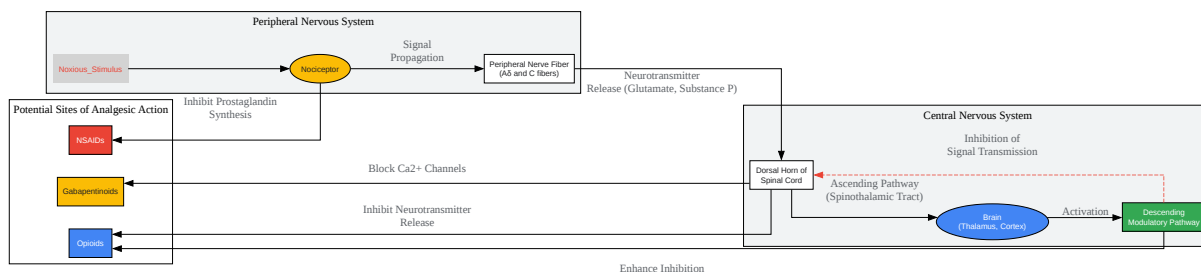 Peripheral Nervous System
Signal
Propagation
Noxious_Stimulus
Nociceptor
Peripheral Nerve Fiber
(Aδ and C fibers)
Neurotransmitter
Release (Glutamate, Substance P)
Inhibit Prostaglandin
Synthesis
Potential Sites of Analgesic Action
NSAIDs
Gabapentinoids
Opioids
Block Ca2+ Channels
Inhibit Neurotransmitter
Release
Enhance Inhibition
Central Nervous System
Inhibition of
Signal Transmission
Dorsal Horn of
Spinal Cord
Ascending Pathway
(Spinothalamic Tract)
Brain
(Thalamus, Cortex)
Activation
Descending
Modulatory Pathway